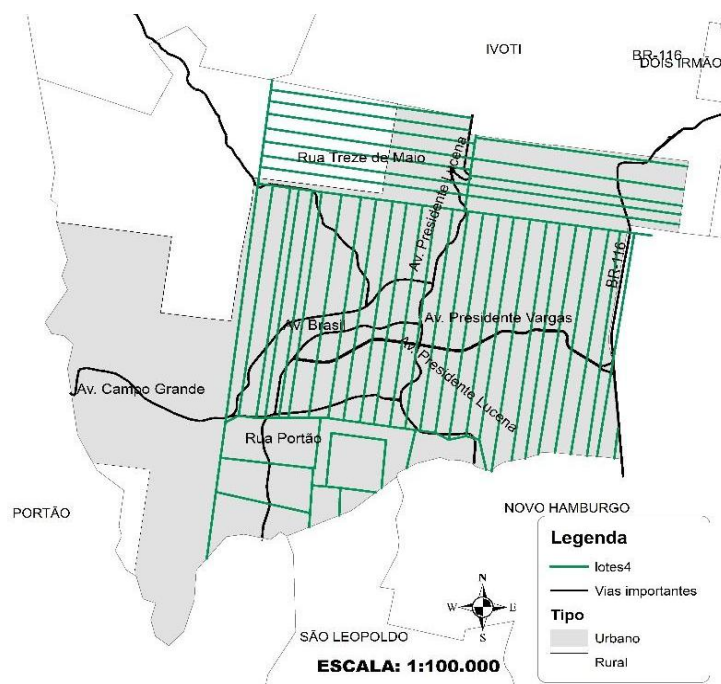 IVOTI
BR-116
DOIS IRMÃO
Rua Treze de Maio
Av. Presidente Lucena
BR-116
Av. Brasil
Av. Presidente Vargas
Av. Presidente Lucena
Av. Campo Grande
Rua Portão
PORTÃO
NOVO HAMBURGO
Legenda
lotes4
Vias importantes
Tipo
Urbano
Rural
N
W
E
S
SÃO LEOPOLDO
ESCALA: 1:100.000